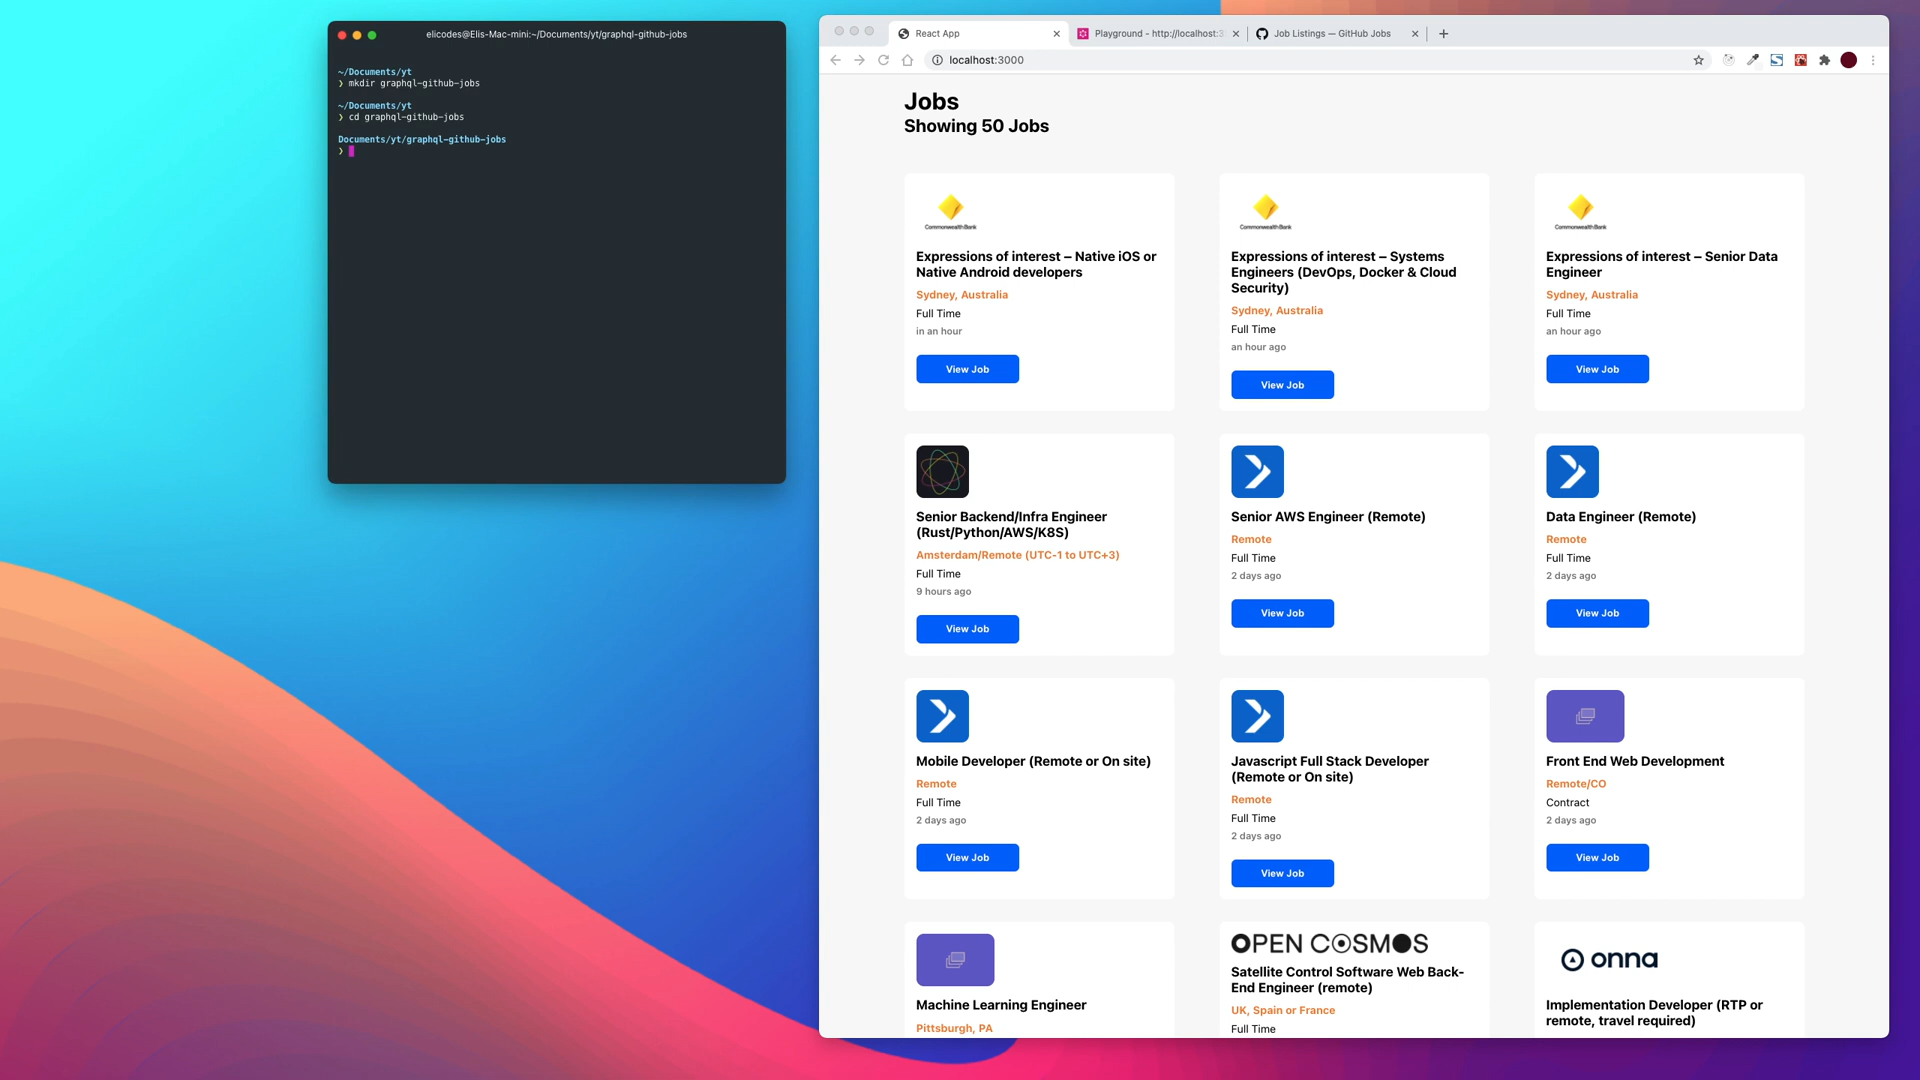 elicodes@Elis-Mac-mini:~/Documents/yt/graphql-github-jobs
~/Documents/yt
❯ mkdir graphql-github-jobs
~/Documents/yt
❯ cd graphql-github-jobs
Documents/yt/graphql-github-jobs
❯
React App
Playground - http://localhost:3
Job Listings — GitHub Jobs
localhost:3000
Jobs
Showing 50 Jobs
CommonwealthBank
Expressions of interest – Native iOS or
Native Android developers
Sydney, Australia
Full Time
in an hour
View Job
CommonwealthBank
Expressions of interest – Systems
Engineers (DevOps, Docker & Cloud
Security)
Sydney, Australia
Full Time
an hour ago
View Job
CommonwealthBank
Expressions of interest – Senior Data
Engineer
Sydney, Australia
Full Time
an hour ago
View Job
Senior Backend/Infra Engineer
(Rust/Python/AWS/K8S)
Amsterdam/Remote (UTC-1 to UTC+3)
Full Time
9 hours ago
View Job
Senior AWS Engineer (Remote)
Remote
Full Time
2 days ago
View Job
Data Engineer (Remote)
Remote
Full Time
2 days ago
View Job
Mobile Developer (Remote or On site)
Remote
Full Time
2 days ago
View Job
Javascript Full Stack Developer
(Remote or On site)
Remote
Full Time
2 days ago
View Job
Front End Web Development
Remote/CO
Contract
2 days ago
View Job
Machine Learning Engineer
Pittsburgh, PA
OPEN COSMOS
Satellite Control Software Web Back-
End Engineer (remote)
UK, Spain or France
Full Time
onna
Implementation Developer (RTP or
remote, travel required)